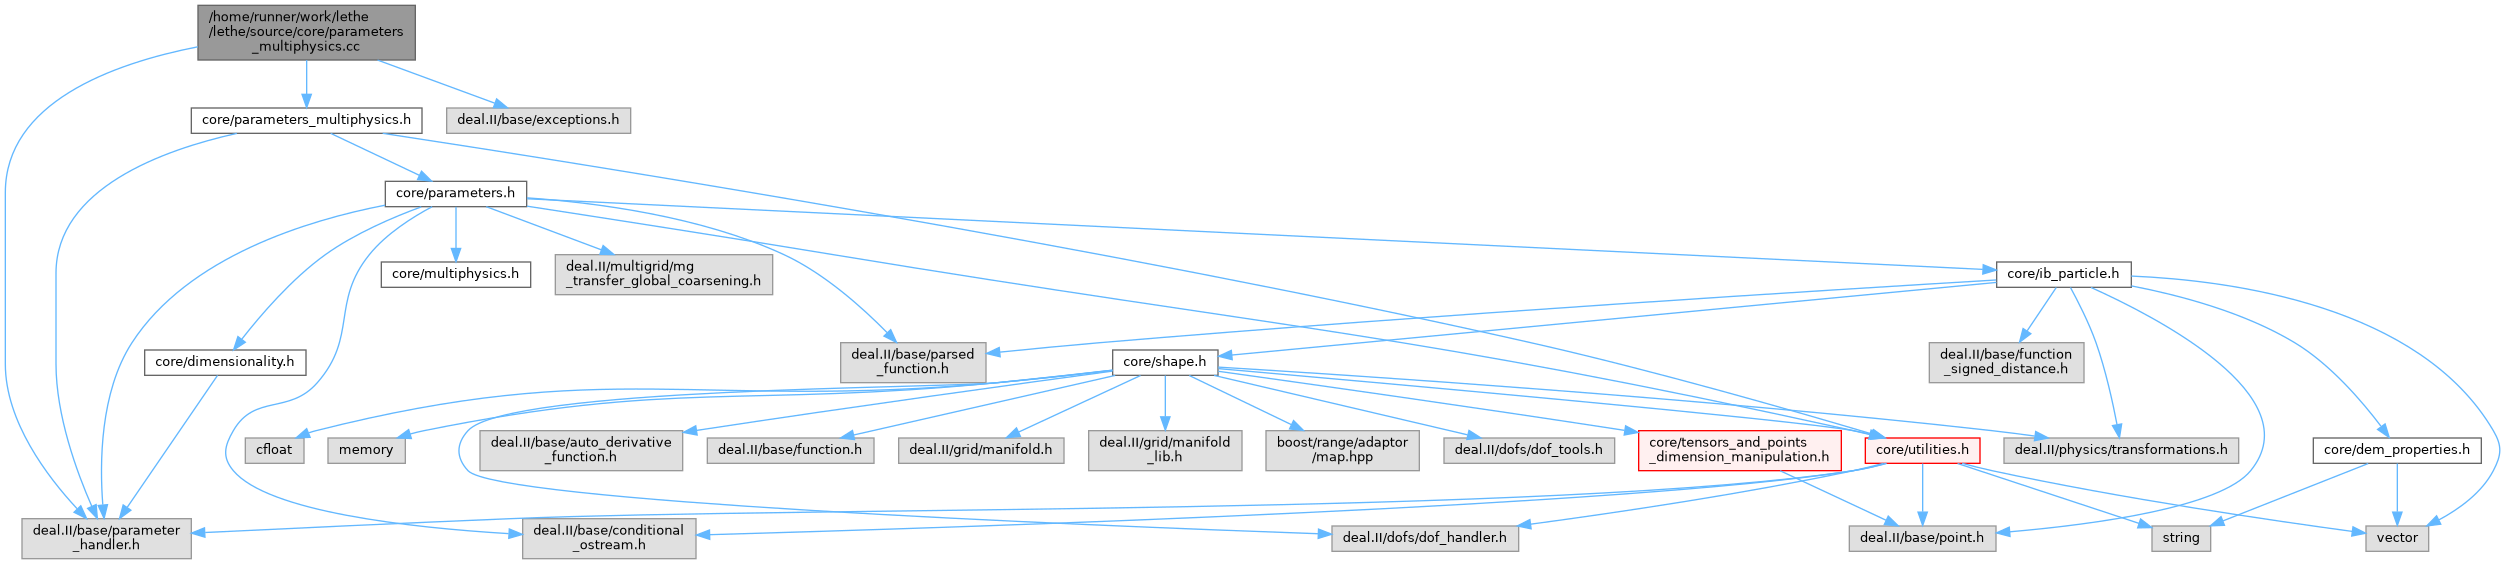 /home/runner/work/lethe
/lethe/source/core/parameters
_multiphysics.cc
core/parameters_multiphysics.h
deal.II/base/exceptions.h
core/parameters.h
core/multiphysics.h
deal.II/multigrid/mg
_transfer_global_coarsening.h
core/ib_particle.h
core/dimensionality.h
deal.II/base/parsed
_function.h
core/shape.h
deal.II/base/function
_signed_distance.h
cfloat
memory
deal.II/base/auto_derivative
_function.h
deal.II/base/function.h
deal.II/grid/manifold.h
deal.II/grid/manifold
_lib.h
boost/range/adaptor
/map.hpp
deal.II/dofs/dof_tools.h
core/tensors_and_points
_dimension_manipulation.h
core/utilities.h
deal.II/physics/transformations.h
core/dem_properties.h
deal.II/base/parameter
_handler.h
deal.II/base/conditional
_ostream.h
deal.II/dofs/dof_handler.h
deal.II/base/point.h
string
vector